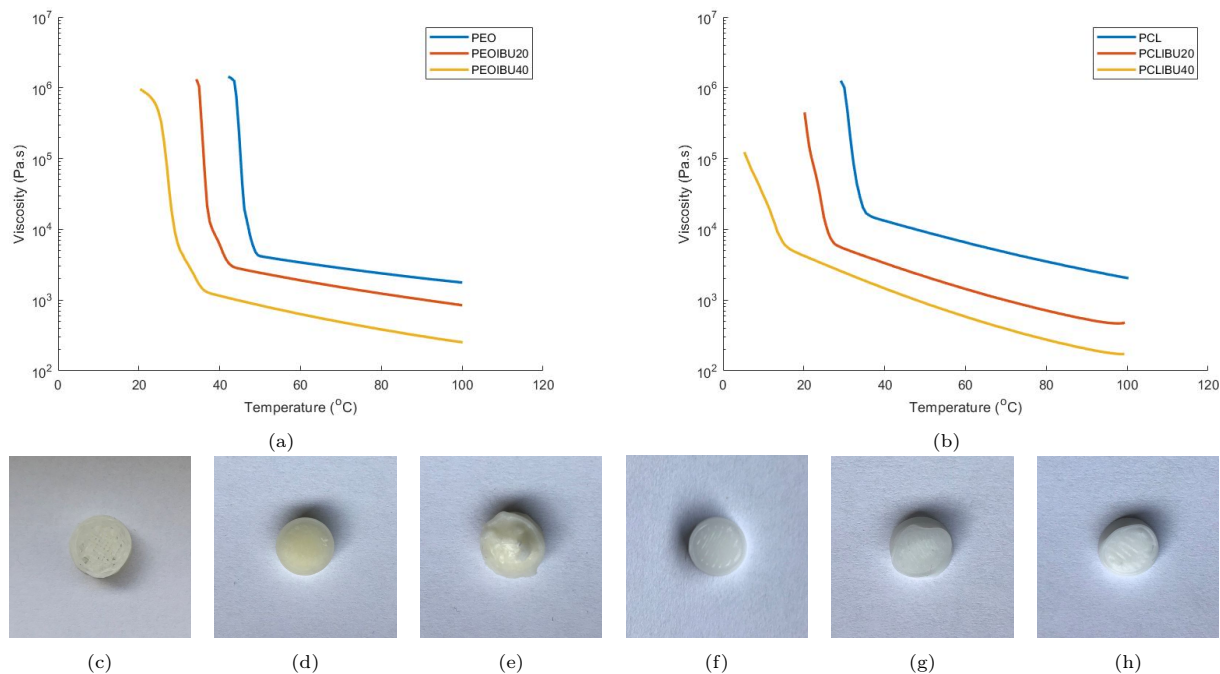 10^7
10^6
10^5
10^4
10^3
10^2
Viscosity (Pa.s)
0 20 40 60 80 100 120
Temperature (°C)
PEO
PEOIBU20
PEOIBU40
(a)
10^7
10^6
10^5
10^4
10^3
10^2
Viscosity (Pa.s)
0 20 40 60 80 100 120
Temperature (°C)
PCL
PCLIBU20
PCLIBU40
(b)
(c) (d) (e) (f) (g) (h)